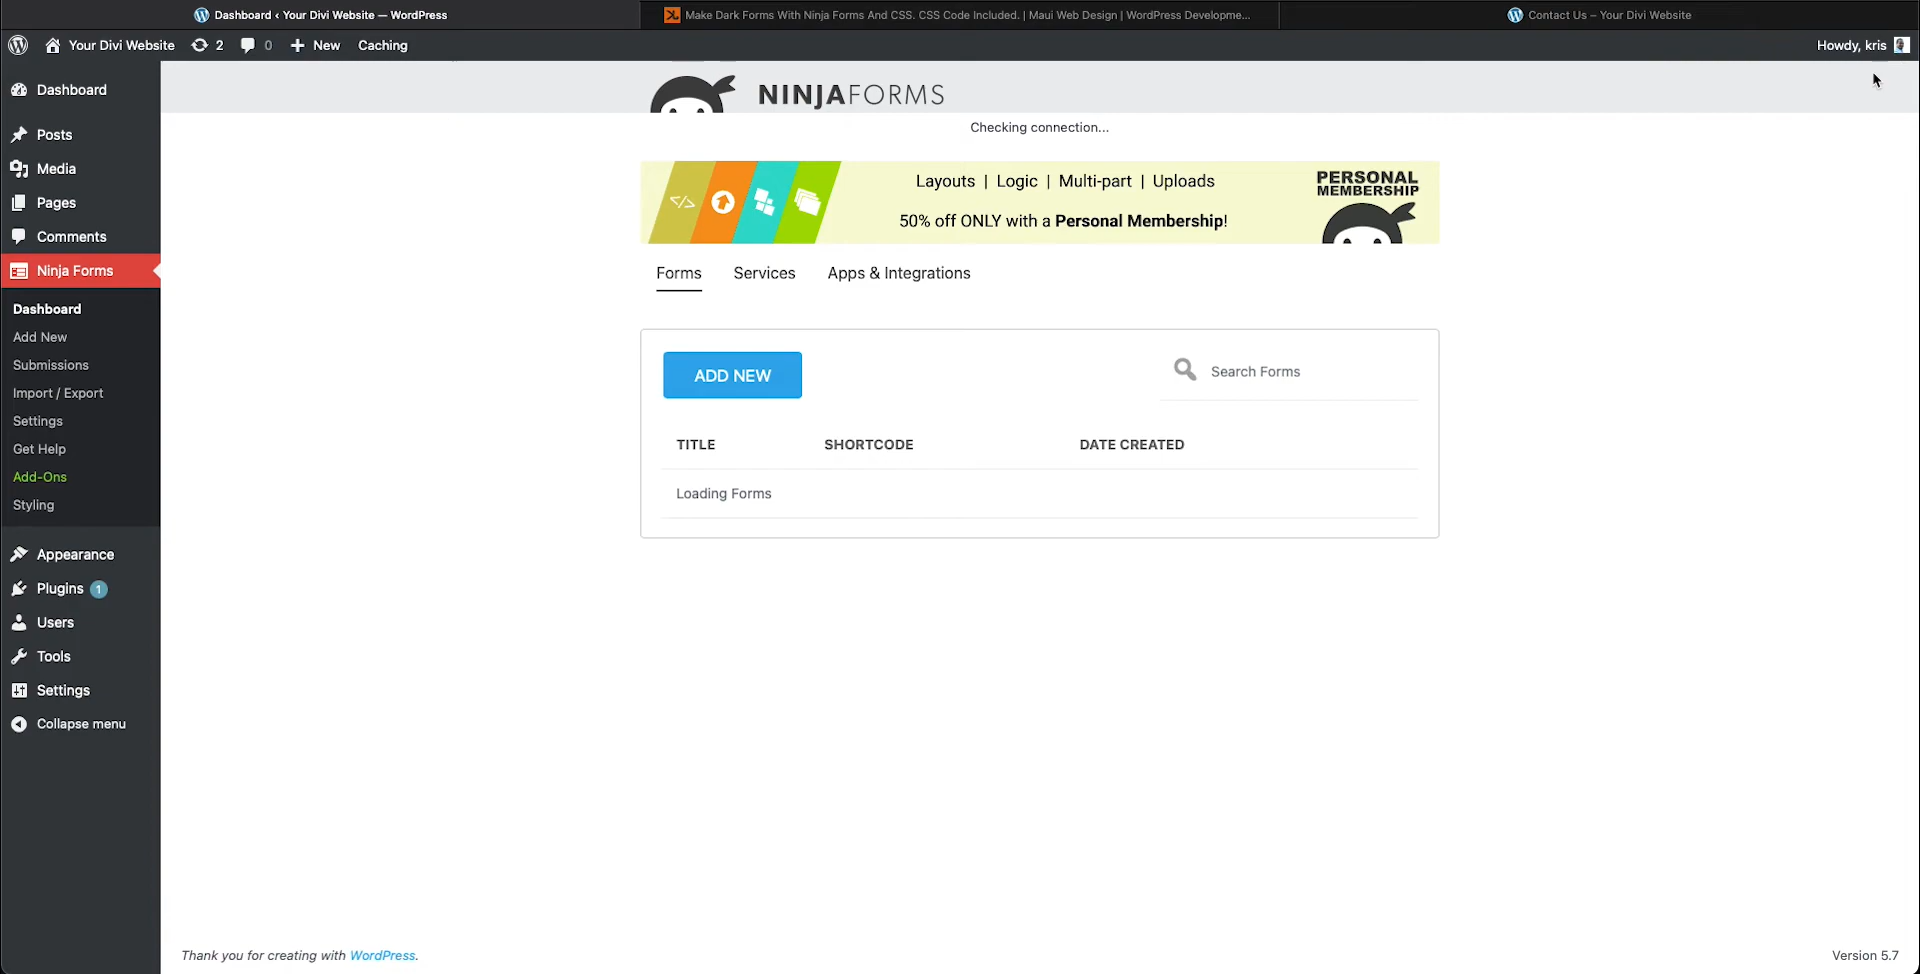 Dashboard ‹ Your Divi Website — WordPress
Make Dark Forms With Ninja Forms And CSS. CSS Code Included. | Maui Web Design | WordPress Developme...
Contact Us – Your Divi Website
Your Divi Website 2 0 New Caching Howdy, kris
Dashboard
Posts
Media
Pages
Comments
Ninja Forms
Dashboard
Add New
Submissions
Import / Export
Settings
Get Help
Add-Ons
Styling
Appearance
Plugins 1
Users
Tools
Settings
Collapse menu
NINJAFORMS
Checking connection...
Layouts | Logic | Multi-part | Uploads
50% off ONLY with a Personal Membership!
PERSONAL
MEMBERSHIP
Forms Services Apps & Integrations
ADD NEW
Search Forms
TITLE SHORTCODE DATE CREATED
Loading Forms
Thank you for creating with WordPress.
Version 5.7